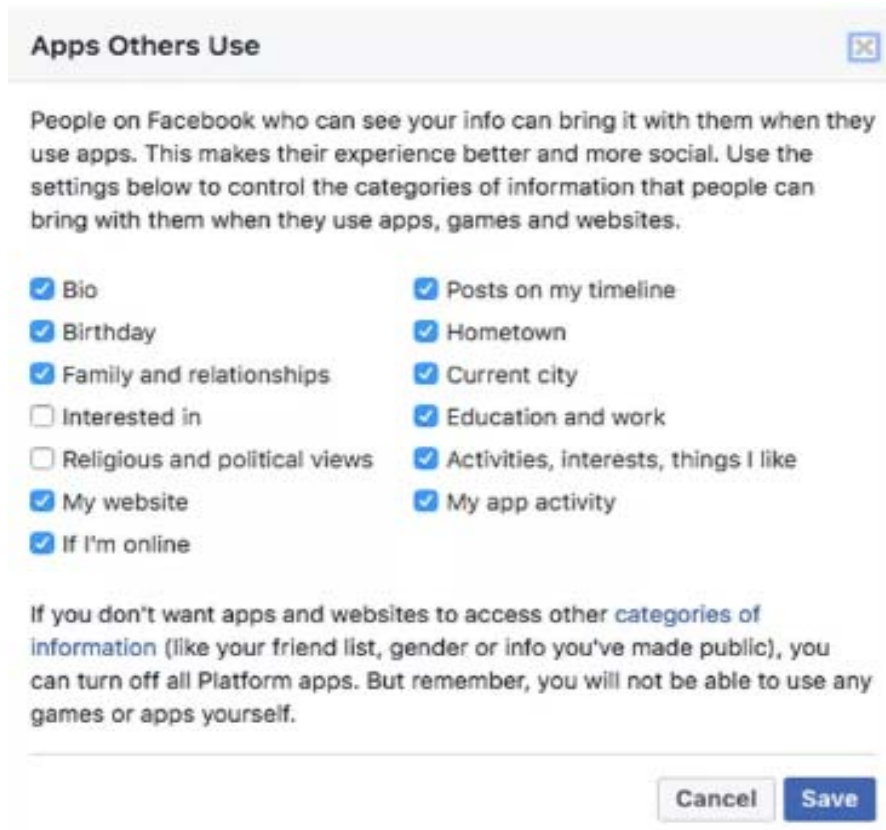 Apps Others Use
People on Facebook who can see your info can bring it with them when they
use apps. This makes their experience better and more social. Use the
settings below to control the categories of information that people can
bring with them when they use apps, games and websites.
Bio
Birthday
Family and relationships
Interested in
Religious and political views
My website
If I'm online
Posts on my timeline
Hometown
Current city
Education and work
Activities, interests, things I like
My app activity
If you don't want apps and websites to access other categories of
information (like your friend list, gender or info you've made public), you
can turn off all Platform apps. But remember, you will not be able to use any
games or apps yourself.
Cancel
Save